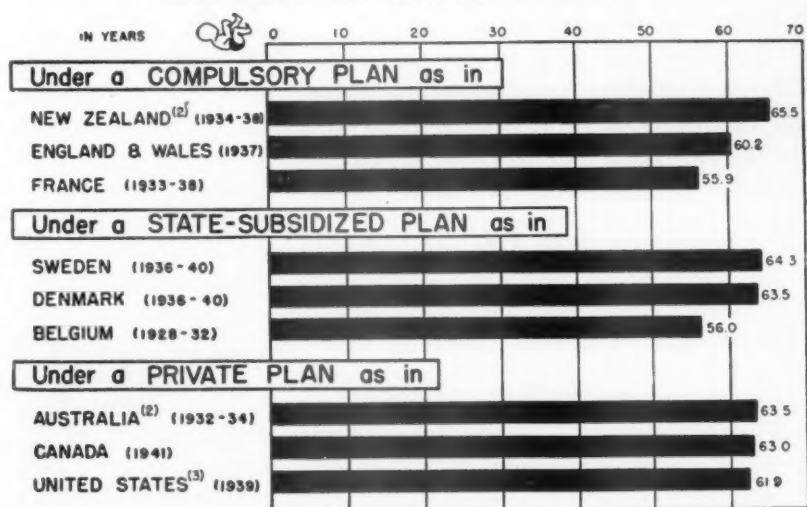 IN YEARS 0 10 20 30 40 50 60 70
Under a COMPULSORY PLAN as in
NEW ZEALAND(2) (1934-38) 65.5
ENGLAND & WALES (1937) 60.2
FRANCE (1933-38) 55.9
Under a STATE-SUBSIDIZED PLAN as in
SWEDEN (1936-40) 64.3
DENMARK (1936-40) 63.5
BELGIUM (1928-32) 56.0
Under a PRIVATE PLAN as in
AUSTRALIA(2) (1932-34) 63.5
CANADA (1941) 63.0
UNITED STATES(3) (1939) 61.9